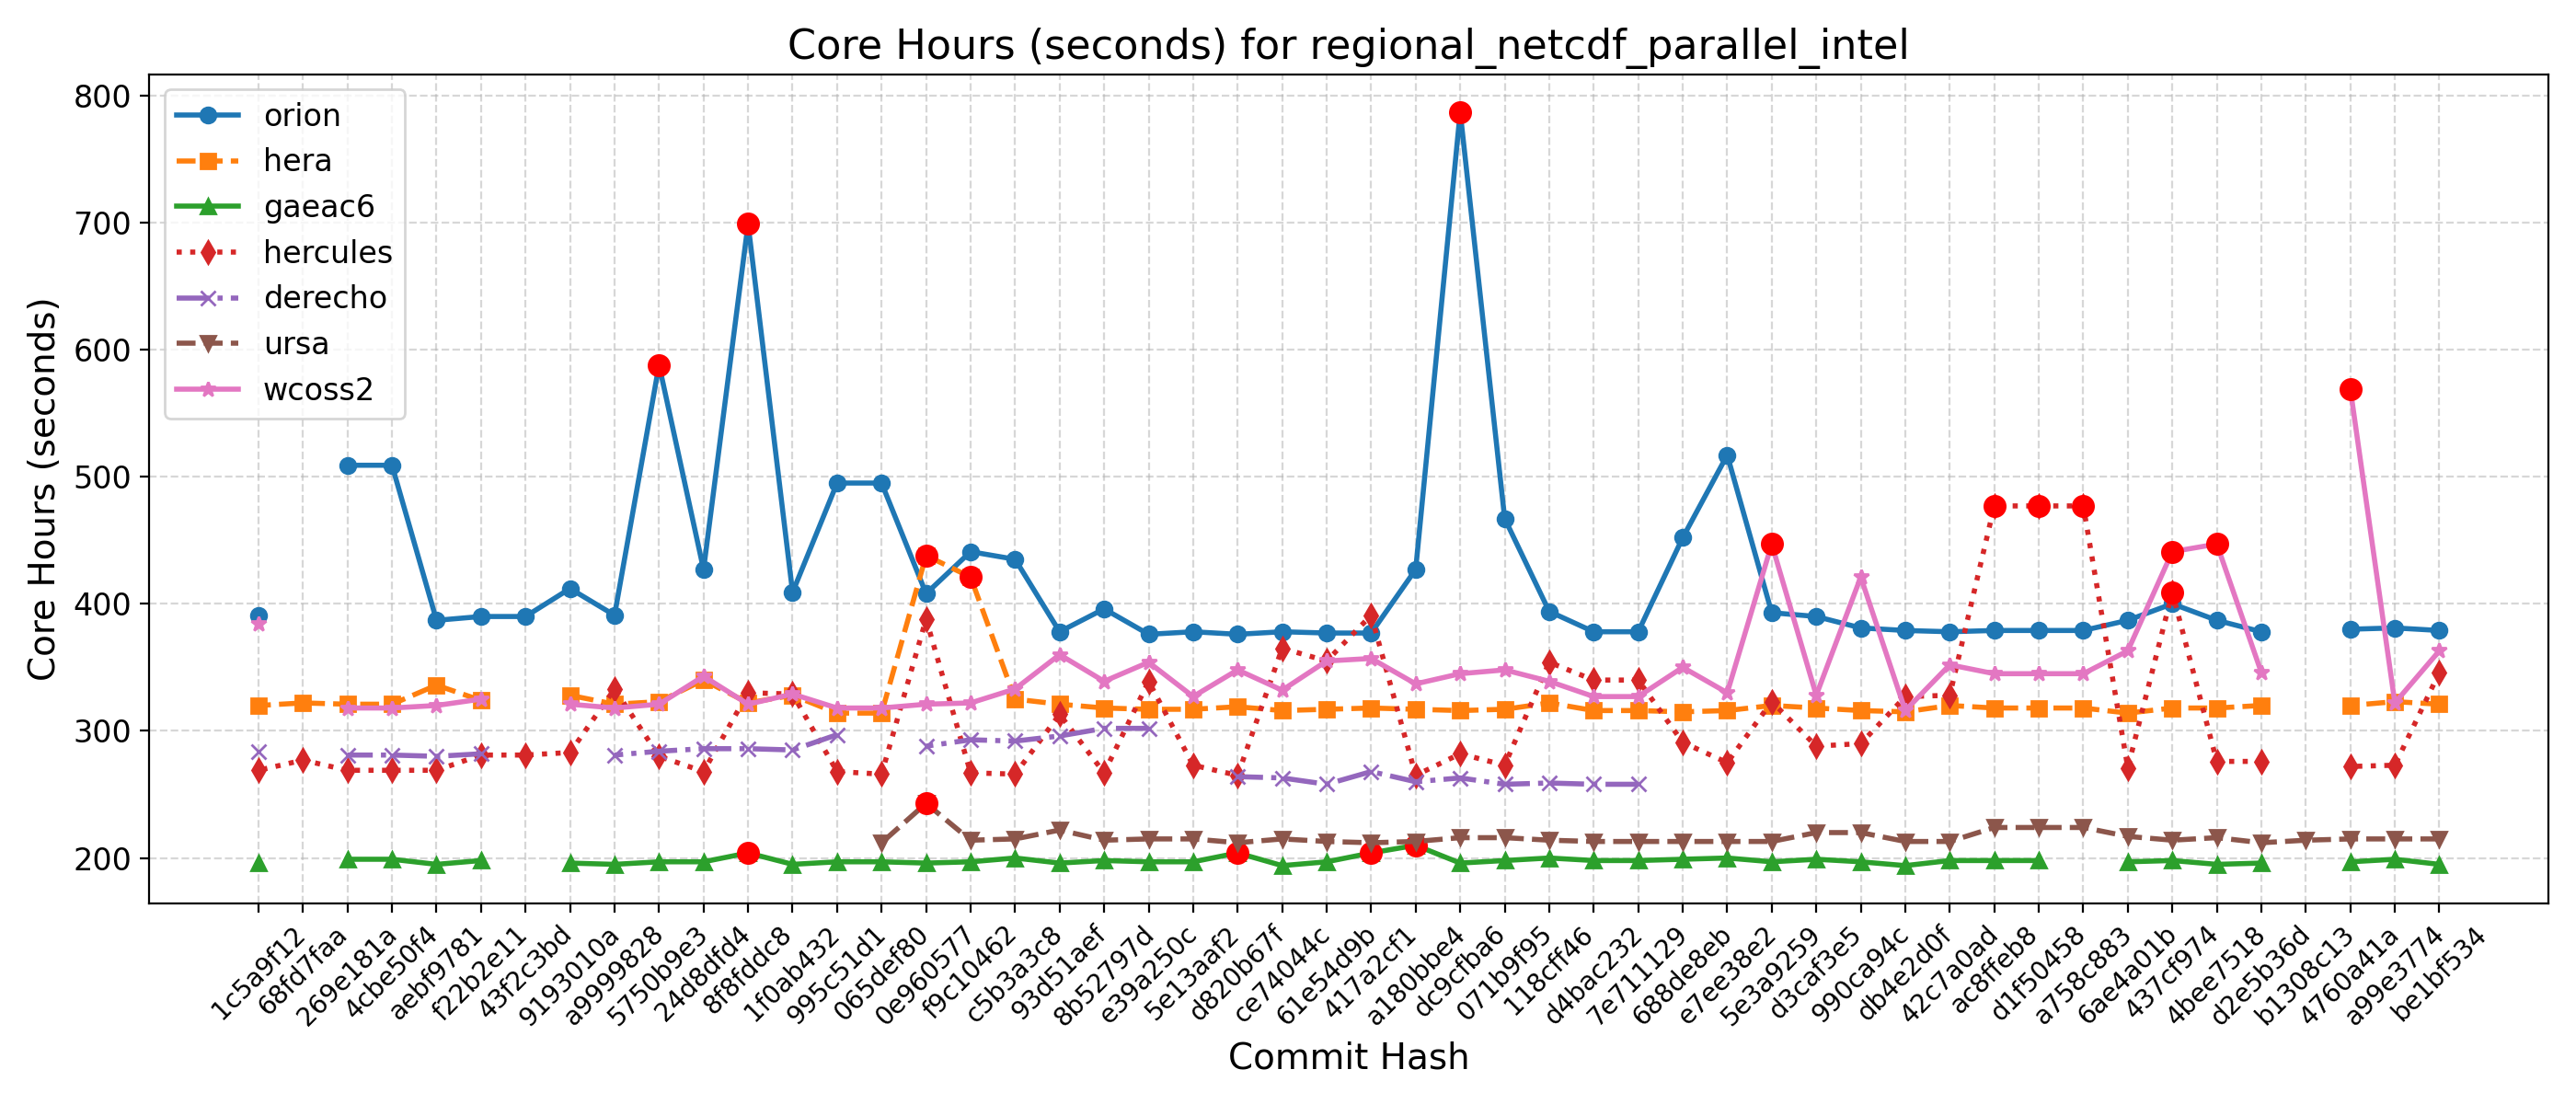 Core Hours (seconds) for regional_netcdf_parallel_intel
Core Hours (seconds)
800
700
600
500
400
300
200
orion
hera
gaeac6
hercules
derecho
ursa
wcoss2
1c5a9f12
68fd7faa
269e181a
4cbe50f4
aebf9781
f22b2e11
43f2c3bd
9193010a
a9999828
5750b9e3
24d8dfd4
8f8fddc8
1f0ab432
995c51d1
065def80
0e960577
f9c10462
c5b3a3c8
93d51aef
8b52797d
e39a250c
5e13aaf2
d820b67f
ce74044c
61e54d9b
417a2cf1
a180bbe4
dc9cfba6
071b9f95
118cff46
d4bac232
7e711129
688de8eb
e7ee38e2
5e3a9259
d3caf3e5
990ca94c
db4e2d0f
42c7a0ad
ac8ffeb8
d1f50458
a758c883
6ae4a01b
437cf974
4bee7518
d2e5b36d
b1308c13
4760a41a
a99e3774
be1bf534
Commit Hash